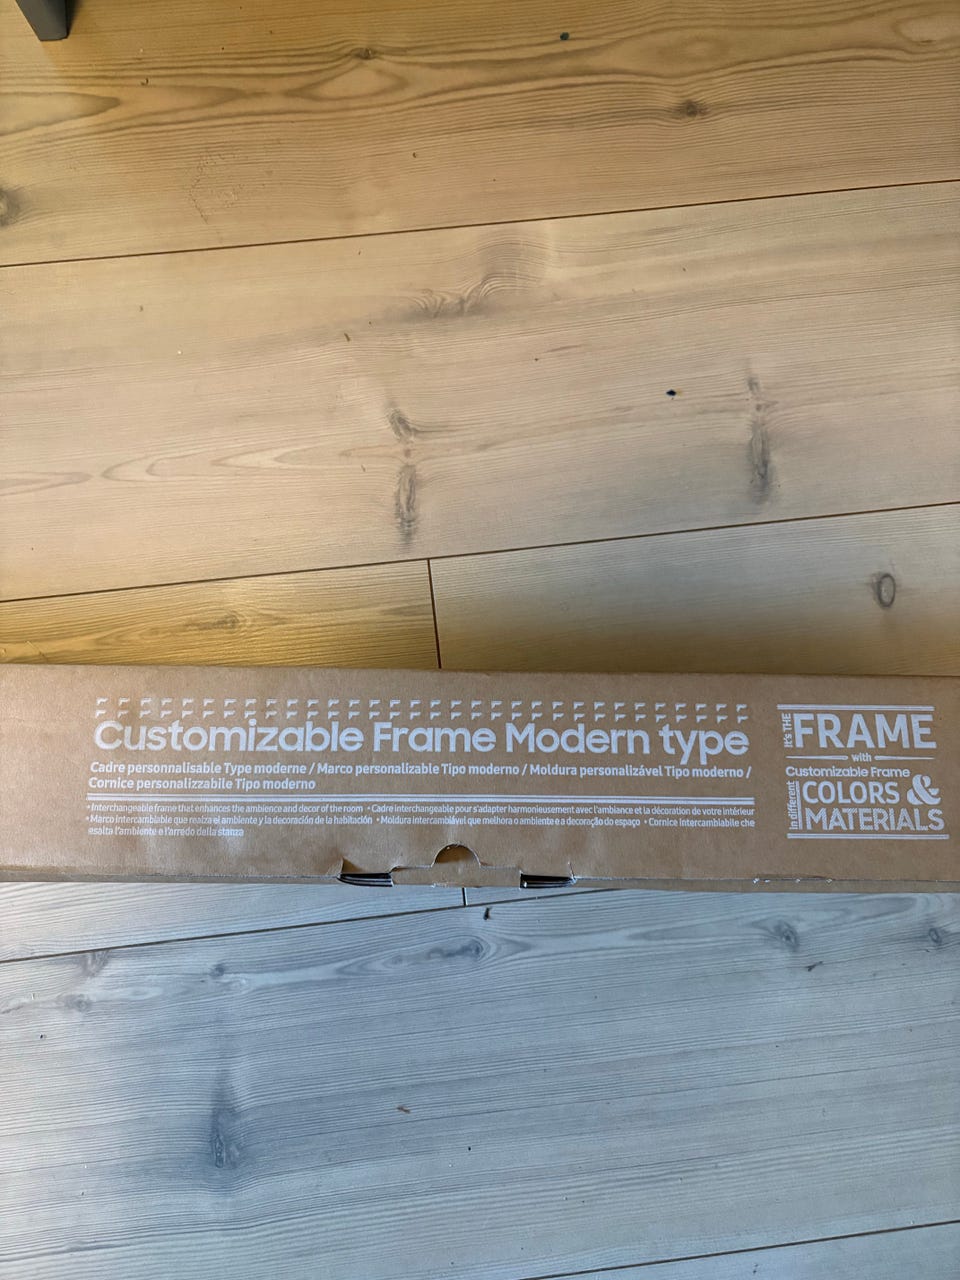 Customizable Frame Modern type
Cadre personnalisable Type moderne / Marco personalizable Tipo moderno / Moldura personalizável Tipo moderno /
Cornice personalizzabile Tipo moderno
• Interchangeable frame that enhances the ambience and decor of the room • Cadre interchangeable pour s'adapter harmonieusement avec l'ambiance et la décoration de votre intérieur
• Marco intercambiable que realza el ambiente y la decoración de la habitación • Moldura intercambiável que melhora o ambiente e a decoração do espaço • Cornice intercambiabile che
esalta l'ambiente e l'arredo della stanza
It's THE
FRAME
with
Customizable Frame
in different
COLORS &
MATERIALS